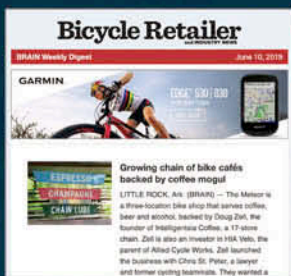 Bicycle Retailer
and INDUSTRY NEWS
BRAIN Weekly Digest
June 10, 2019
GARMIN
EDGE 530 | 830
ESPRESSO
CHAMPAGNE
CHAIN LUBE
Growing chain of bike cafés
backed by coffee mogul
LITTLE ROCK, Ark. (BRAIN) — The Meteor is
a three-location bike shop that serves coffee,
beer and alcohol, backed by Doug Zell, the
founder of Intelligentsia Coffee, a 17-store
chain. Zell is also an investor in HIA Velo, the
parent of Allied Cycle Works. Zell launched
the business with Chris St. Peter, a lawyer
and former cycling teammate. They wanted a